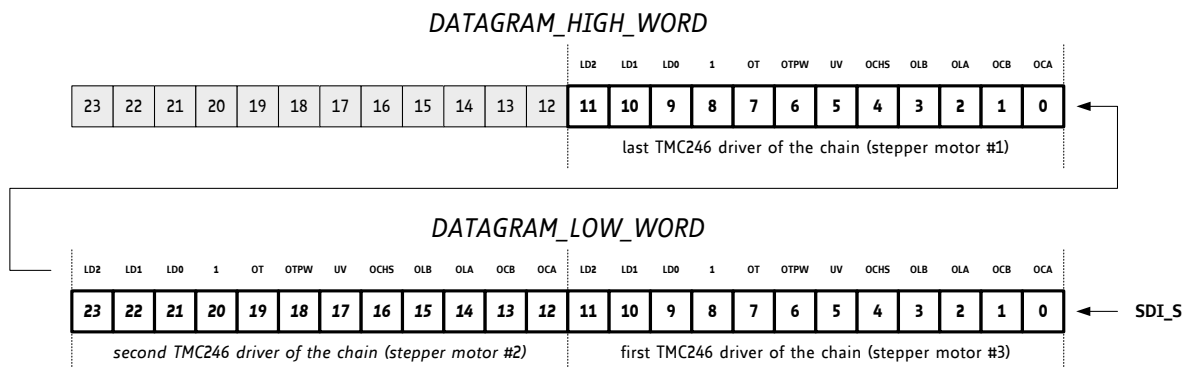 DATAGRAM_HIGH_WORD
LD2 LD1 LD0 1 OT OTPW UV OCHS OLB OLA OCB OCA
23 22 21 20 19 18 17 16 15 14 13 12 11 10 9 8 7 6 5 4 3 2 1 0
last TMC246 driver of the chain (stepper motor #1)
DATAGRAM_LOW_WORD
LD2 LD1 LD0 1 OT OTPW UV OCHS OLB OLA OCB OCA LD2 LD1 LD0 1 OT OTPW UV OCHS OLB OLA OCB OCA
23 22 21 20 19 18 17 16 15 14 13 12 11 10 9 8 7 6 5 4 3 2 1 0 SDI_S
second TMC246 driver of the chain (stepper motor #2) first TMC246 driver of the chain (stepper motor #3)